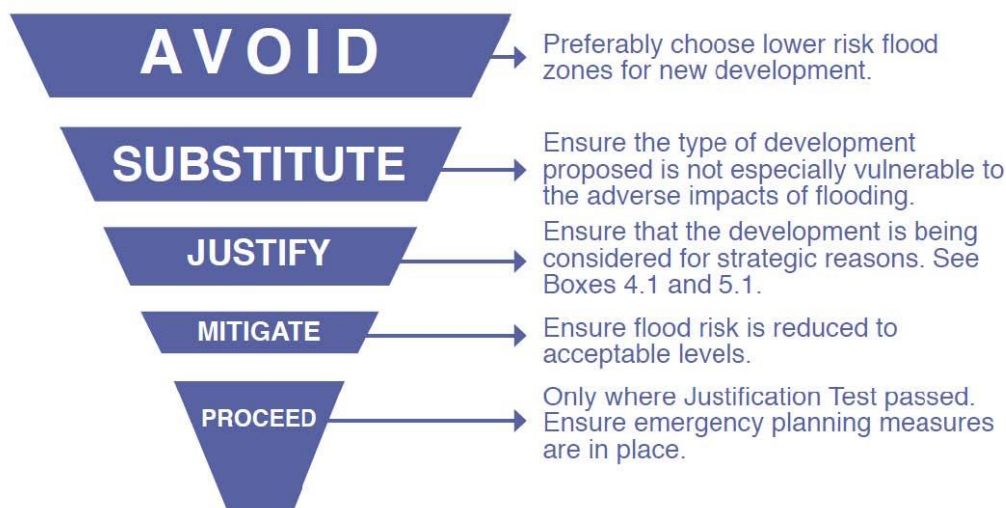 AVOID
Preferably choose lower risk flood
zones for new development.
SUBSTITUTE
Ensure the type of development
proposed is not especially vulnerable to
the adverse impacts of flooding.
JUSTIFY
Ensure that the development is being
considered for strategic reasons. See
Boxes 4.1 and 5.1.
MITIGATE
Ensure flood risk is reduced to
acceptable levels.
PROCEED
Only where Justification Test passed.
Ensure emergency planning measures
are in place.